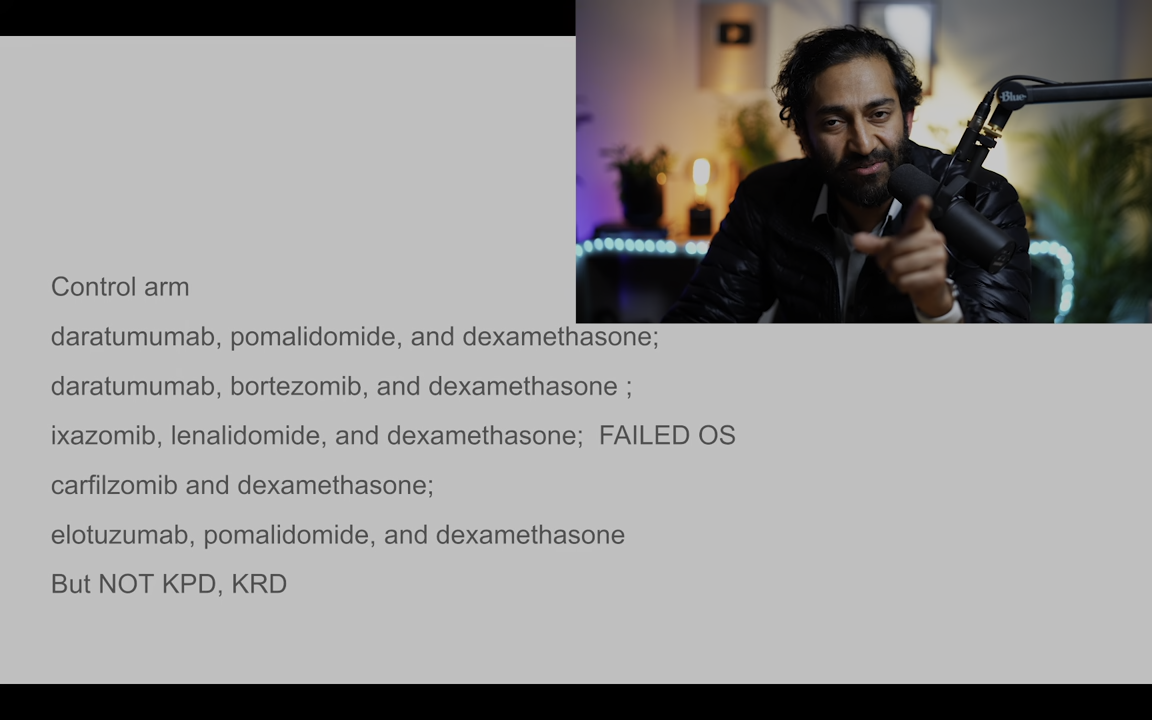 Blue
Control arm
daratumumab, pomalidomide, and dexamethasone;
daratumumab, bortezomib, and dexamethasone ;
ixazomib, lenalidomide, and dexamethasone;  FAILED OS
carfilzomib and dexamethasone;
elotuzumab, pomalidomide, and dexamethasone
But NOT KPD, KRD